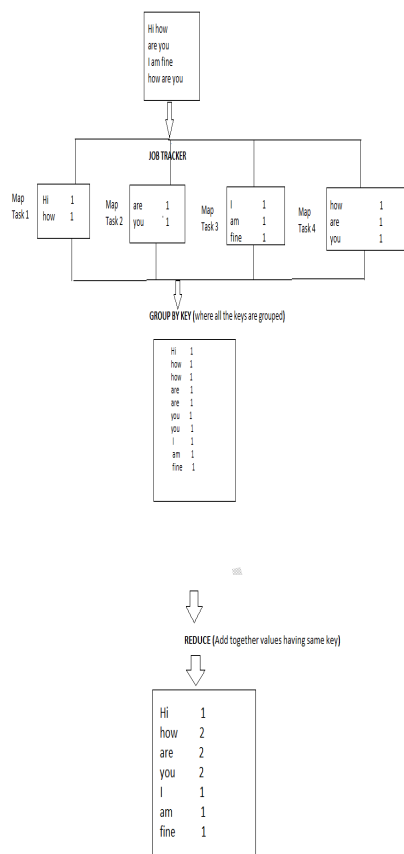 Hi how
are you
I am fine
how are you
JOB TRACKER
Map
Task 1
Hi 1
how 1
Map
Task 2
are 1
you ` 1
Map
Task 3
I 1
am 1
fine 1
Map
Task 4
how 1
are 1
you 1
GROUP BY KEY (where all the keys are grouped)
Hi 1
how 1
how 1
are 1
are 1
you 1
you 1
I 1
am 1
fine 1
REDUCE (Add together values having same key)
Hi 1
how 2
are 2
you 2
I 1
am 1
fine 1